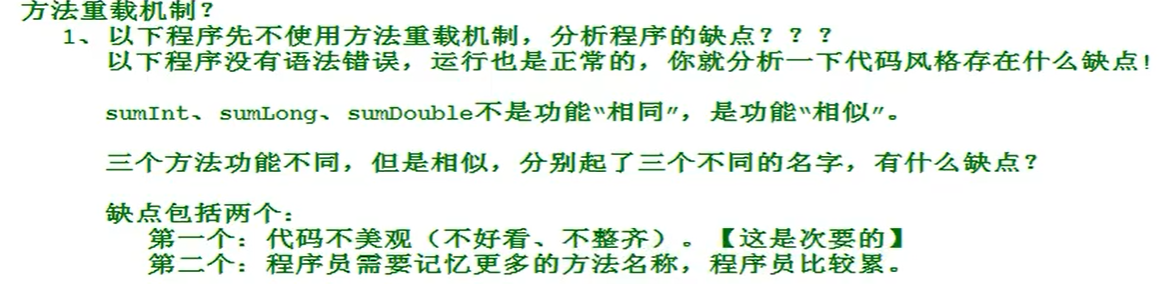 方法重载机制？
1、以下程序先不使用方法重载机制，分析程序的缺点？？？
以下程序没有语法错误，运行也是正常的，你就分析一下代码风格存在什么缺点！
sumInt、sumLong、sumDouble不是功能“相同”，是功能“相似”。
三个方法功能不同，但是相似，分别起了三个不同的名字，有什么缺点？
缺点包括两个：
第一个：代码不美观（不好看、不整齐）。【这是次要的】
第二个：程序员需要记忆更多的方法名称，程序员比较累。